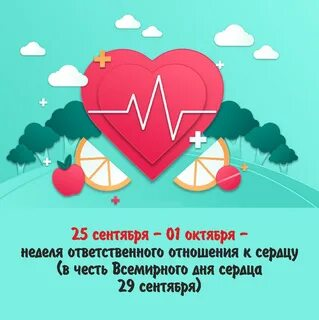 25 сентября - 01 октября -
неделя ответственного отношения к сердцу
(в честь Всемирного дня сердца
29 сентября)